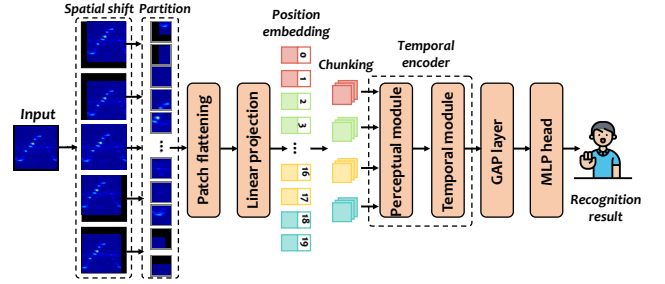 Spatial shift
Partition
Position
embedding
Temporal
encoder
Chunking
Input
...
Patch flattening
Linear projection
0
1
2
3
...
16
17
18
19
Perceptual module
Temporal module
GAP layer
MLP head
Recognition
result